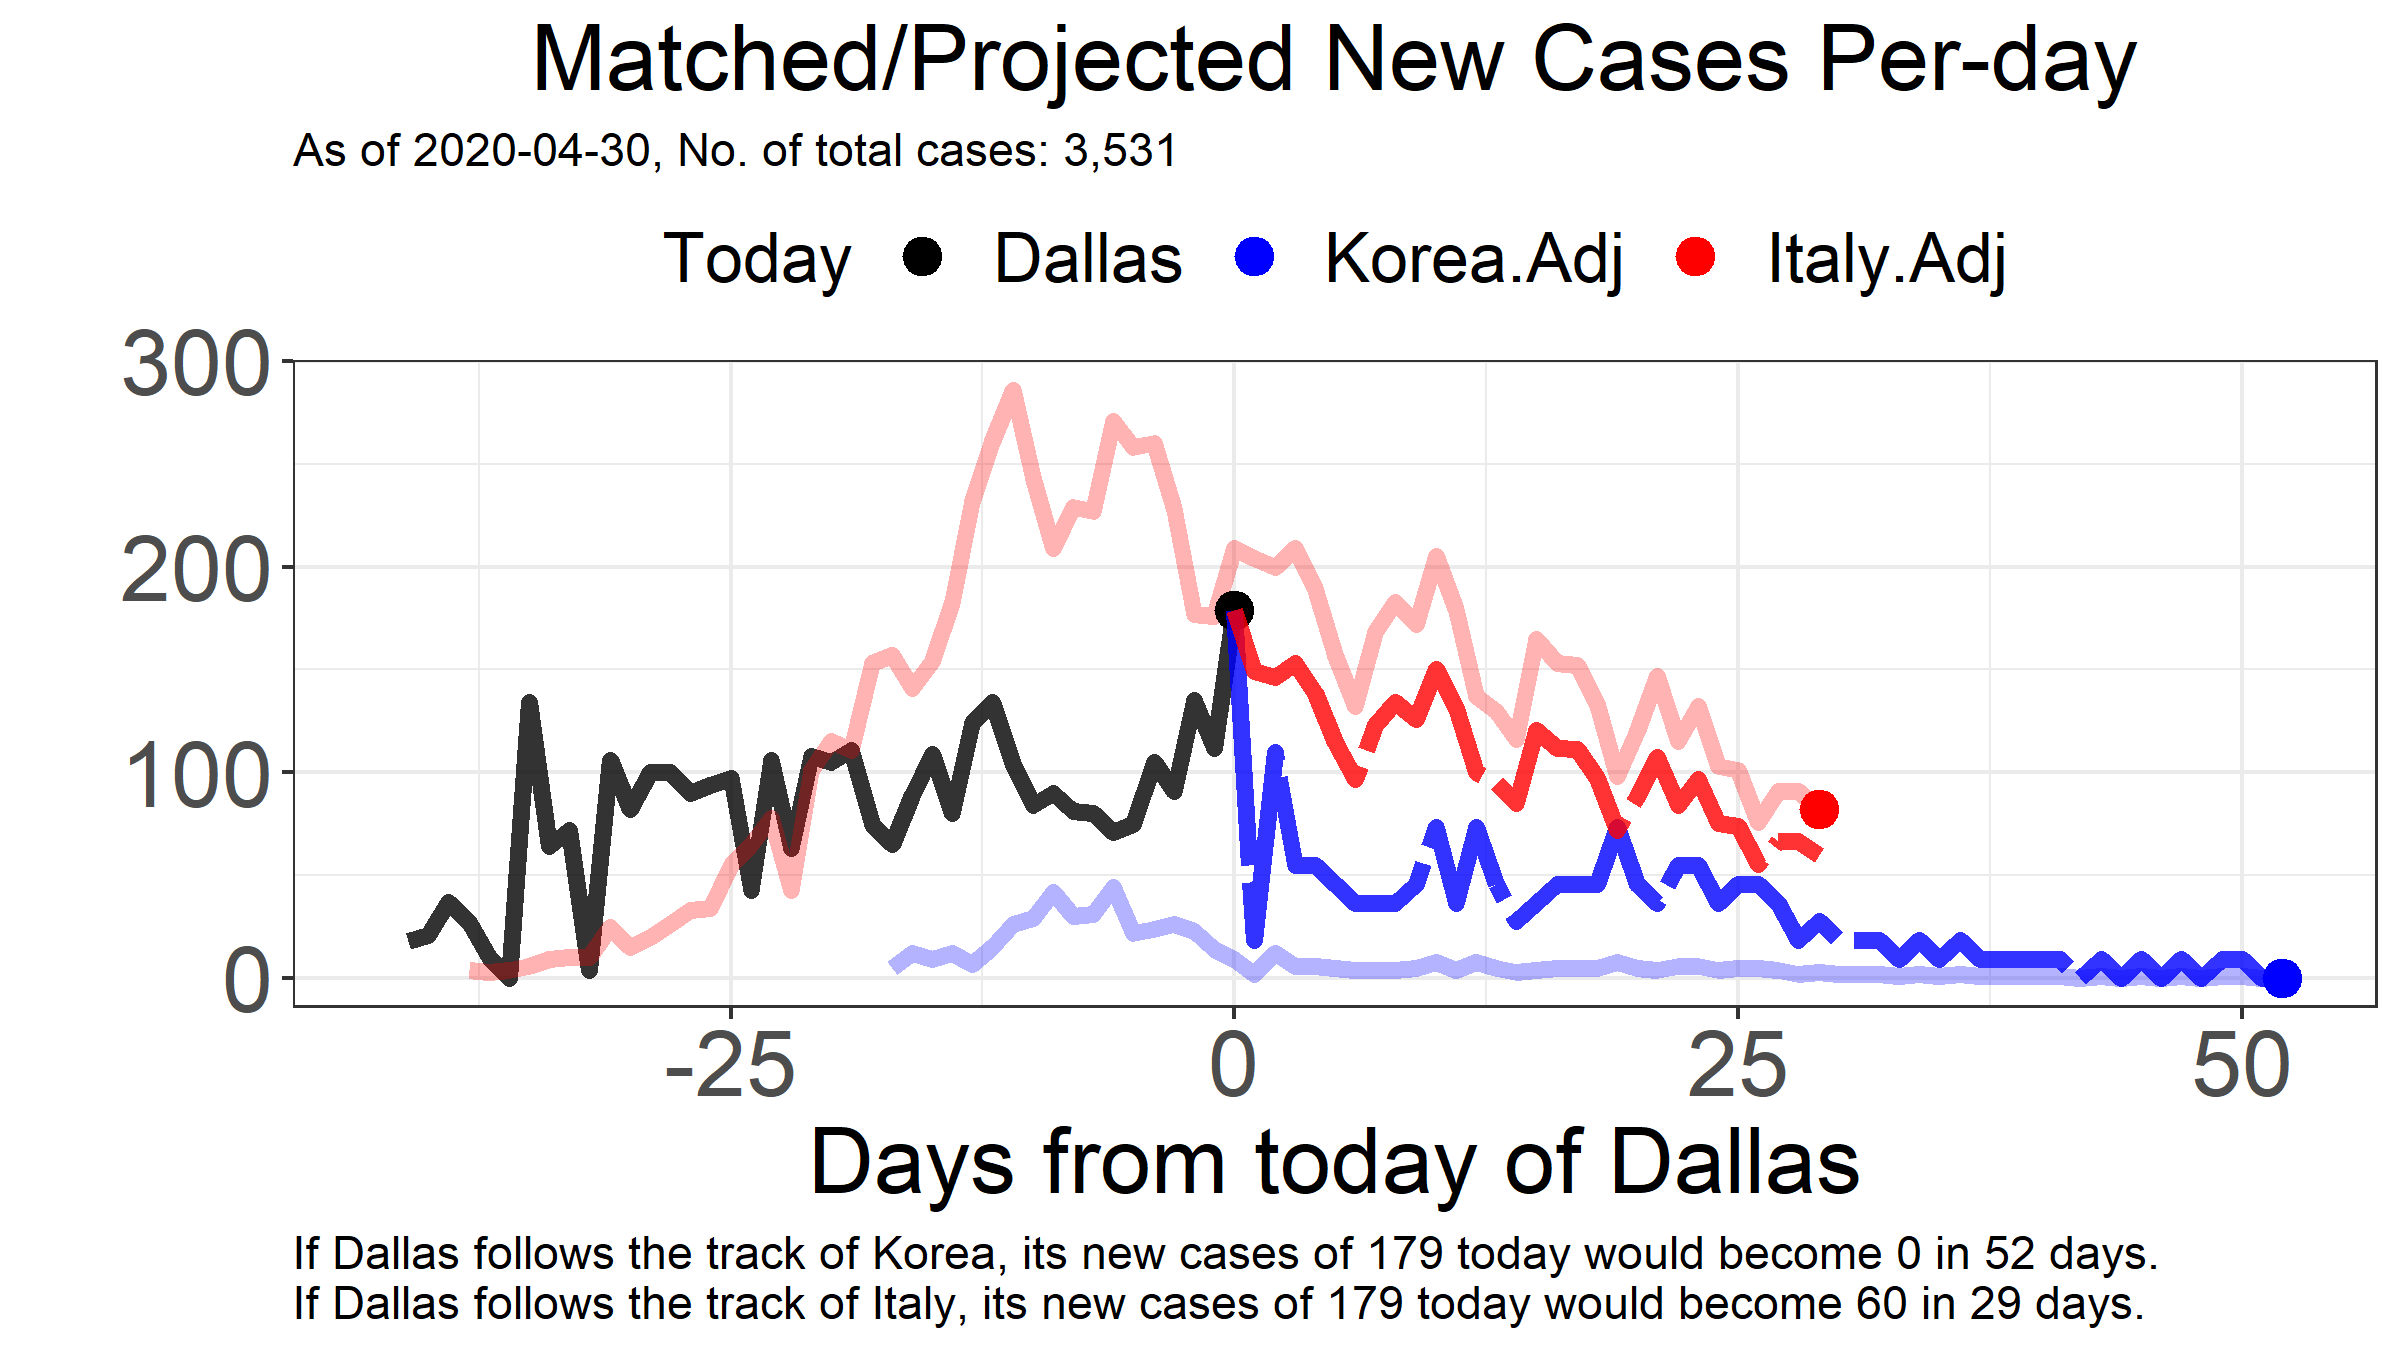 Matched/Projected New Cases Per-day
As of 2020-04-30, No. of total cases: 3,531
Today Dallas Korea.Adj Italy.Adj
300
200
100
0
-25 0 25 50
Days from today of Dallas
If Dallas follows the track of Korea, its new cases of 179 today would become 0 in 52 days.
If Dallas follows the track of Italy, its new cases of 179 today would become 60 in 29 days.